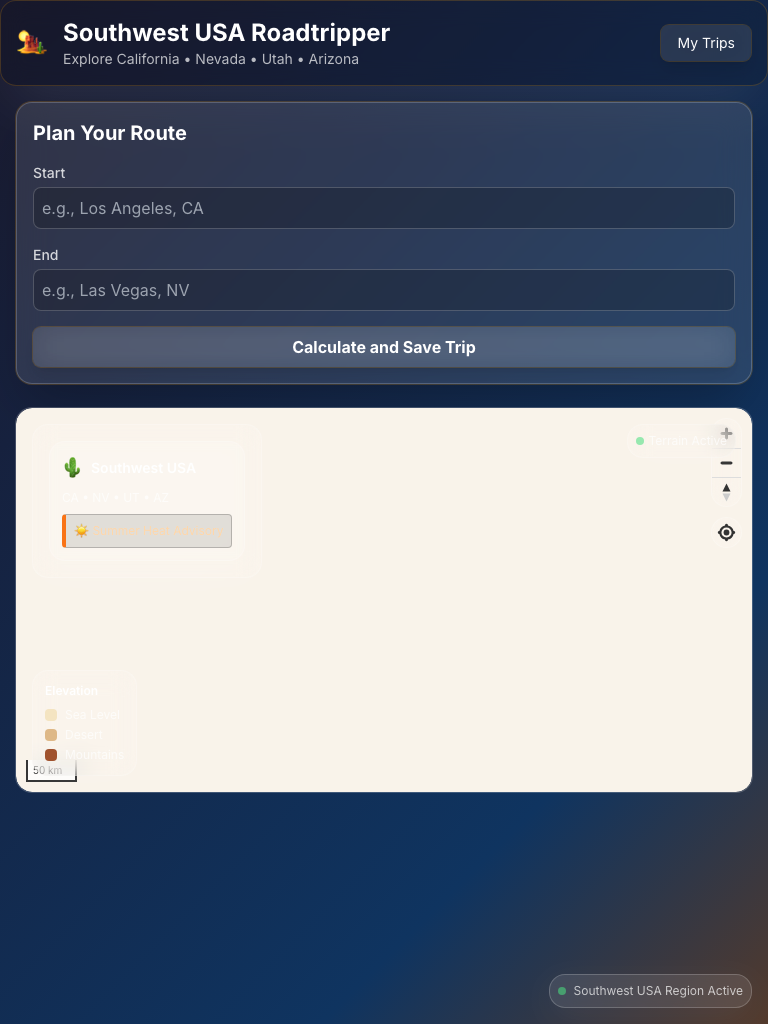 Southwest USA Roadtripper
Explore California • Nevada • Utah • Arizona
My Trips
Plan Your Route
Start
e.g., Los Angeles, CA
End
e.g., Las Vegas, NV
Calculate and Save Trip
Southwest USA
CA • NV • UT • AZ
Terrain Active
Elevation
Sea Level
Desert
Mountains
50 km
Southwest USA Region Active